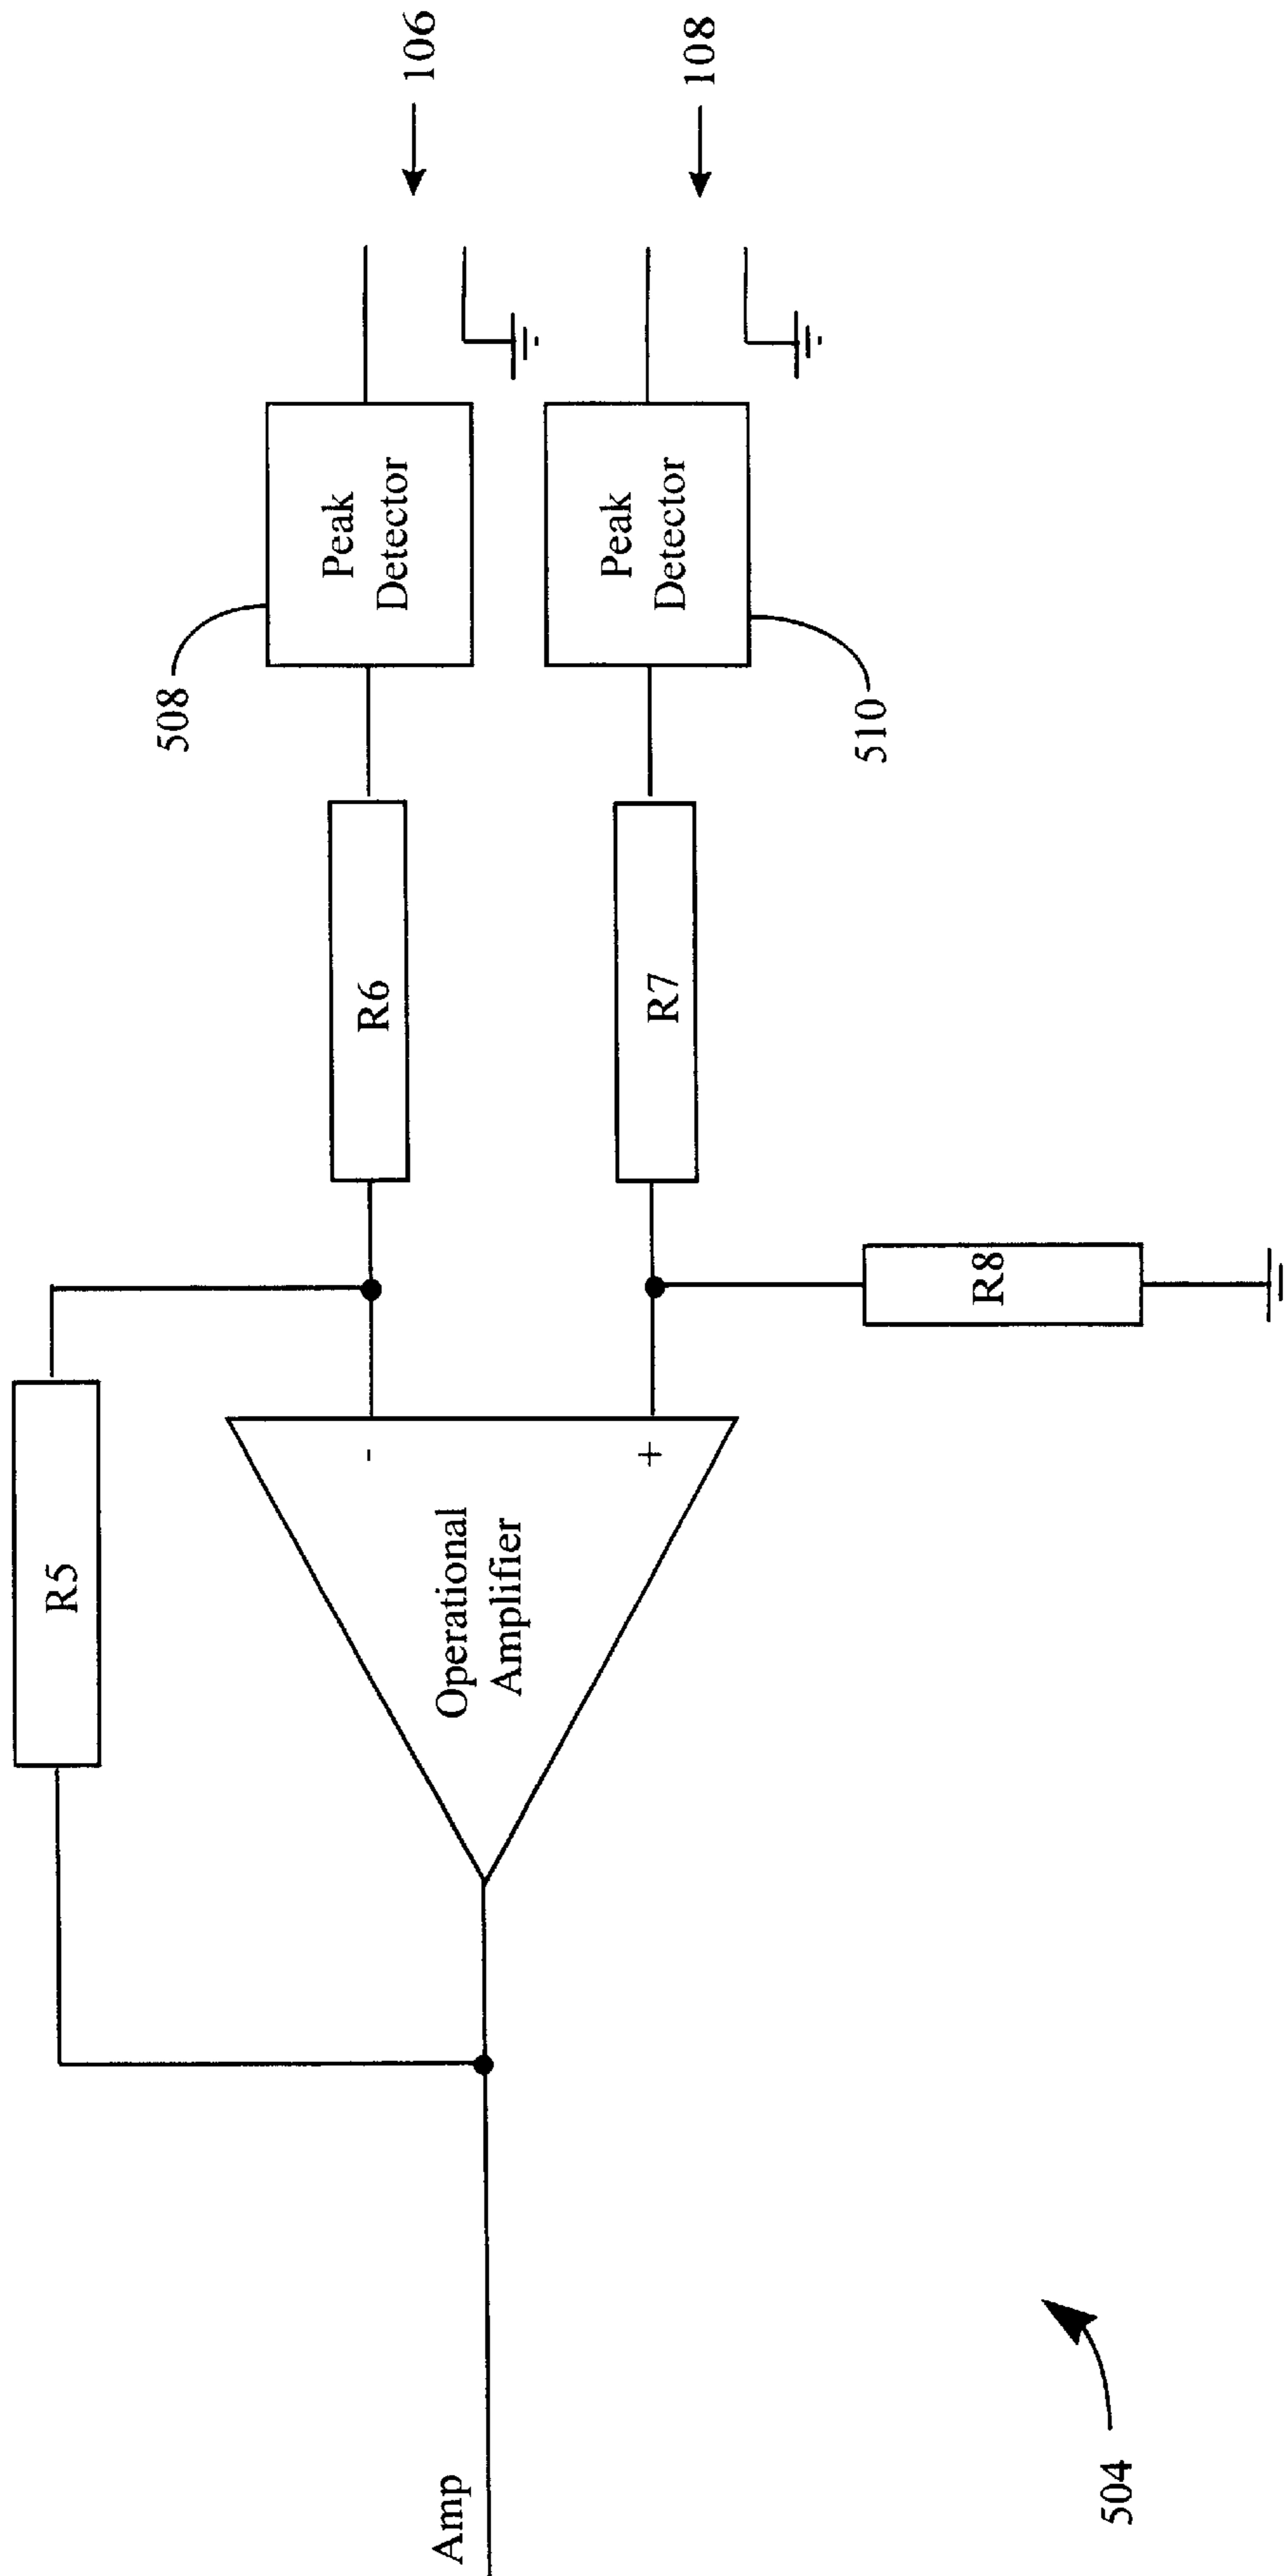 106
108
Peak
Detector
508
Peak
Detector
510
R6
R7
R8
R5
-
+
Operational
Amplifier
Amp
504